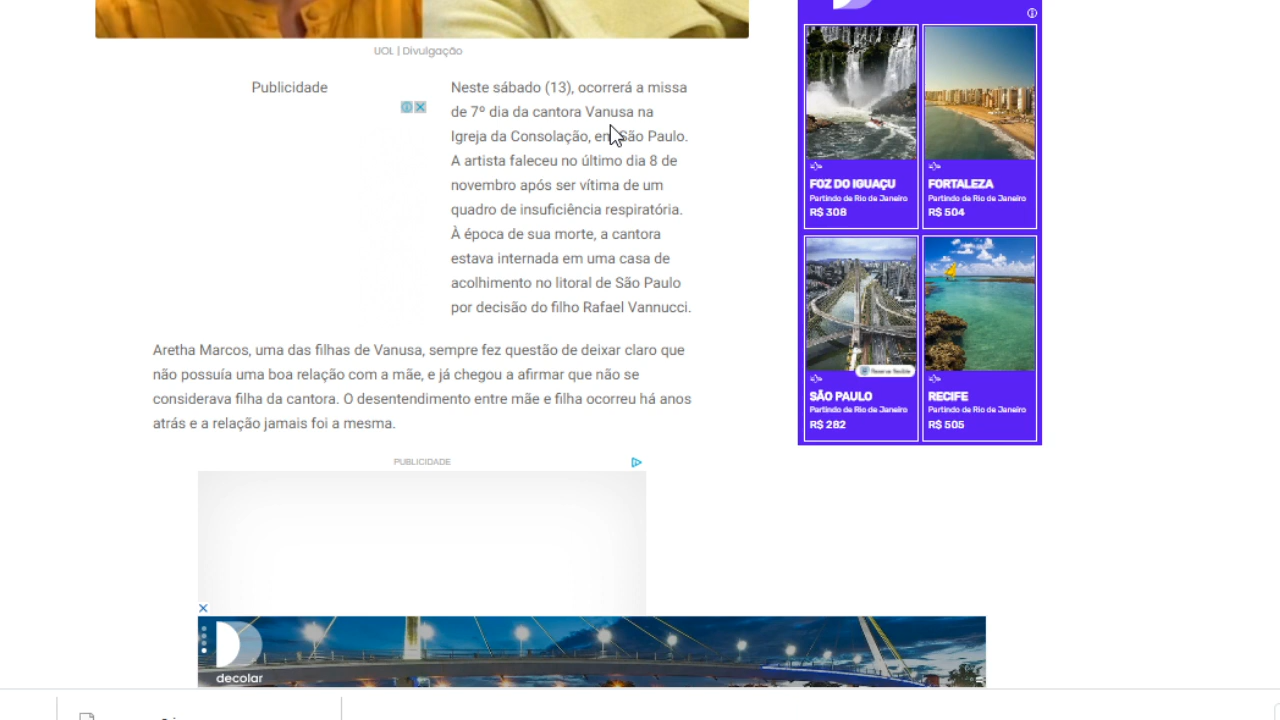 UOL | Divulgação
Publicidade
Neste sábado (13), ocorrerá a missa
de 7º dia da cantora Vanusa na
Igreja da Consolação, em São Paulo.
A artista faleceu no último dia 8 de
novembro após ser vítima de um
quadro de insuficiência respiratória.
À época de sua morte, a cantora
estava internada em uma casa de
acolhimento no litoral de São Paulo
por decisão do filho Rafael Vannucci.
Aretha Marcos, uma das filhas de Vanusa, sempre fez questão de deixar claro que
não possuía uma boa relação com a mãe, e já chegou a afirmar que não se
considerava filha da cantora. O desentendimento entre mãe e filha ocorreu há anos
atrás e a relação jamais foi a mesma.
PUBLICIDADE
decolar
FOZ DO IGUAÇU
Partindo de Rio de Janeiro
R$ 308
FORTALEZA
Partindo de Rio de Janeiro
R$ 504
SÃO PAULO
Partindo de Rio de Janeiro
R$ 282
RECIFE
Partindo de Rio de Janeiro
R$ 505